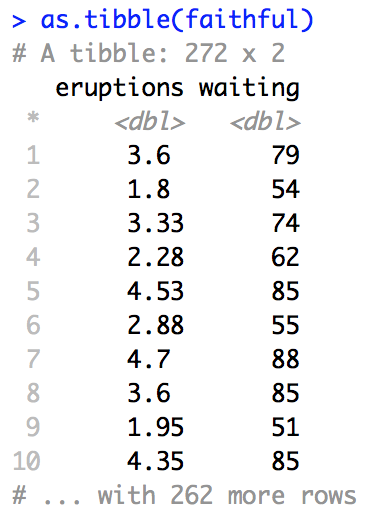 > as.tibble(faithful)
# A tibble: 272 x 2
   eruptions waiting
 *     <dbl>   <dbl>
 1      3.6       79
 2      1.8       54
 3      3.33      74
 4      2.28      62
 5      4.53      85
 6      2.88      55
 7      4.7       88
 8      3.6       85
 9      1.95      51
10      4.35      85
# ... with 262 more rows